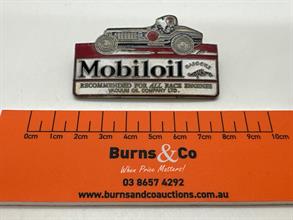 Mobiloil
GARGOYLE
RECOMMENDED FOR ALL RACE ENGINES
VACUUM OIL COMPANY LTD.
0cm 1cm 2cm 3cm 4cm 5cm 6cm 7cm 8cm 9cm 10cm
Burns&Co
When Price Matters!
03 8657 4292
www.burnsandcoauctions.com.au